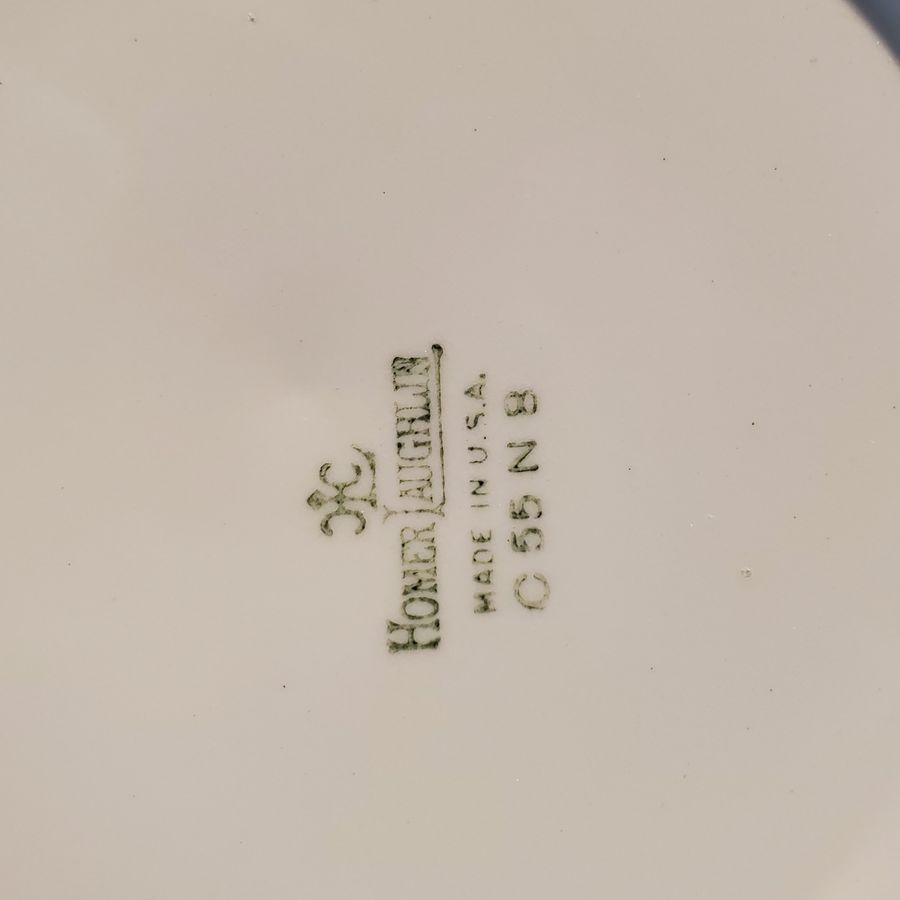 HLC
HOMER LAUGHLIN
MADE IN U.S.A.
C 55 N 8